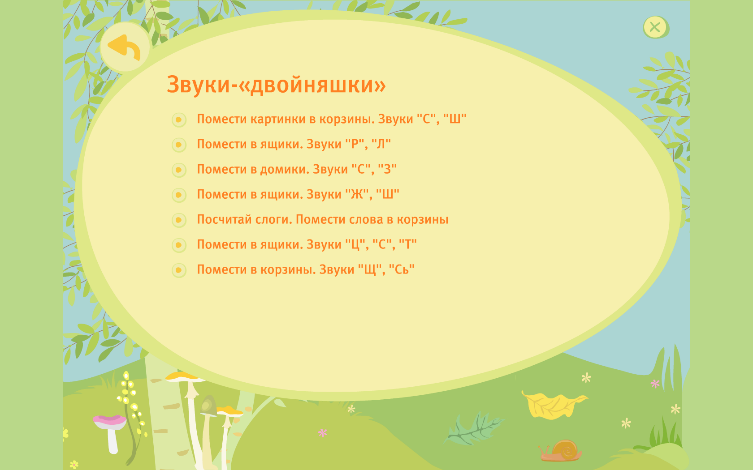 Звуки-«двойняшки»
Помести картинки в корзины. Звуки "С", "Ш"
Помести в ящики. Звуки "Р", "Л"
Помести в домики. Звуки "С", "З"
Помести в ящики. Звуки "Ж", "Ш"
Посчитай слоги. Помести слова в корзины
Помести в ящики. Звуки "Ц", "С", "Т"
Помести в корзины. Звуки "Щ", "Сь"